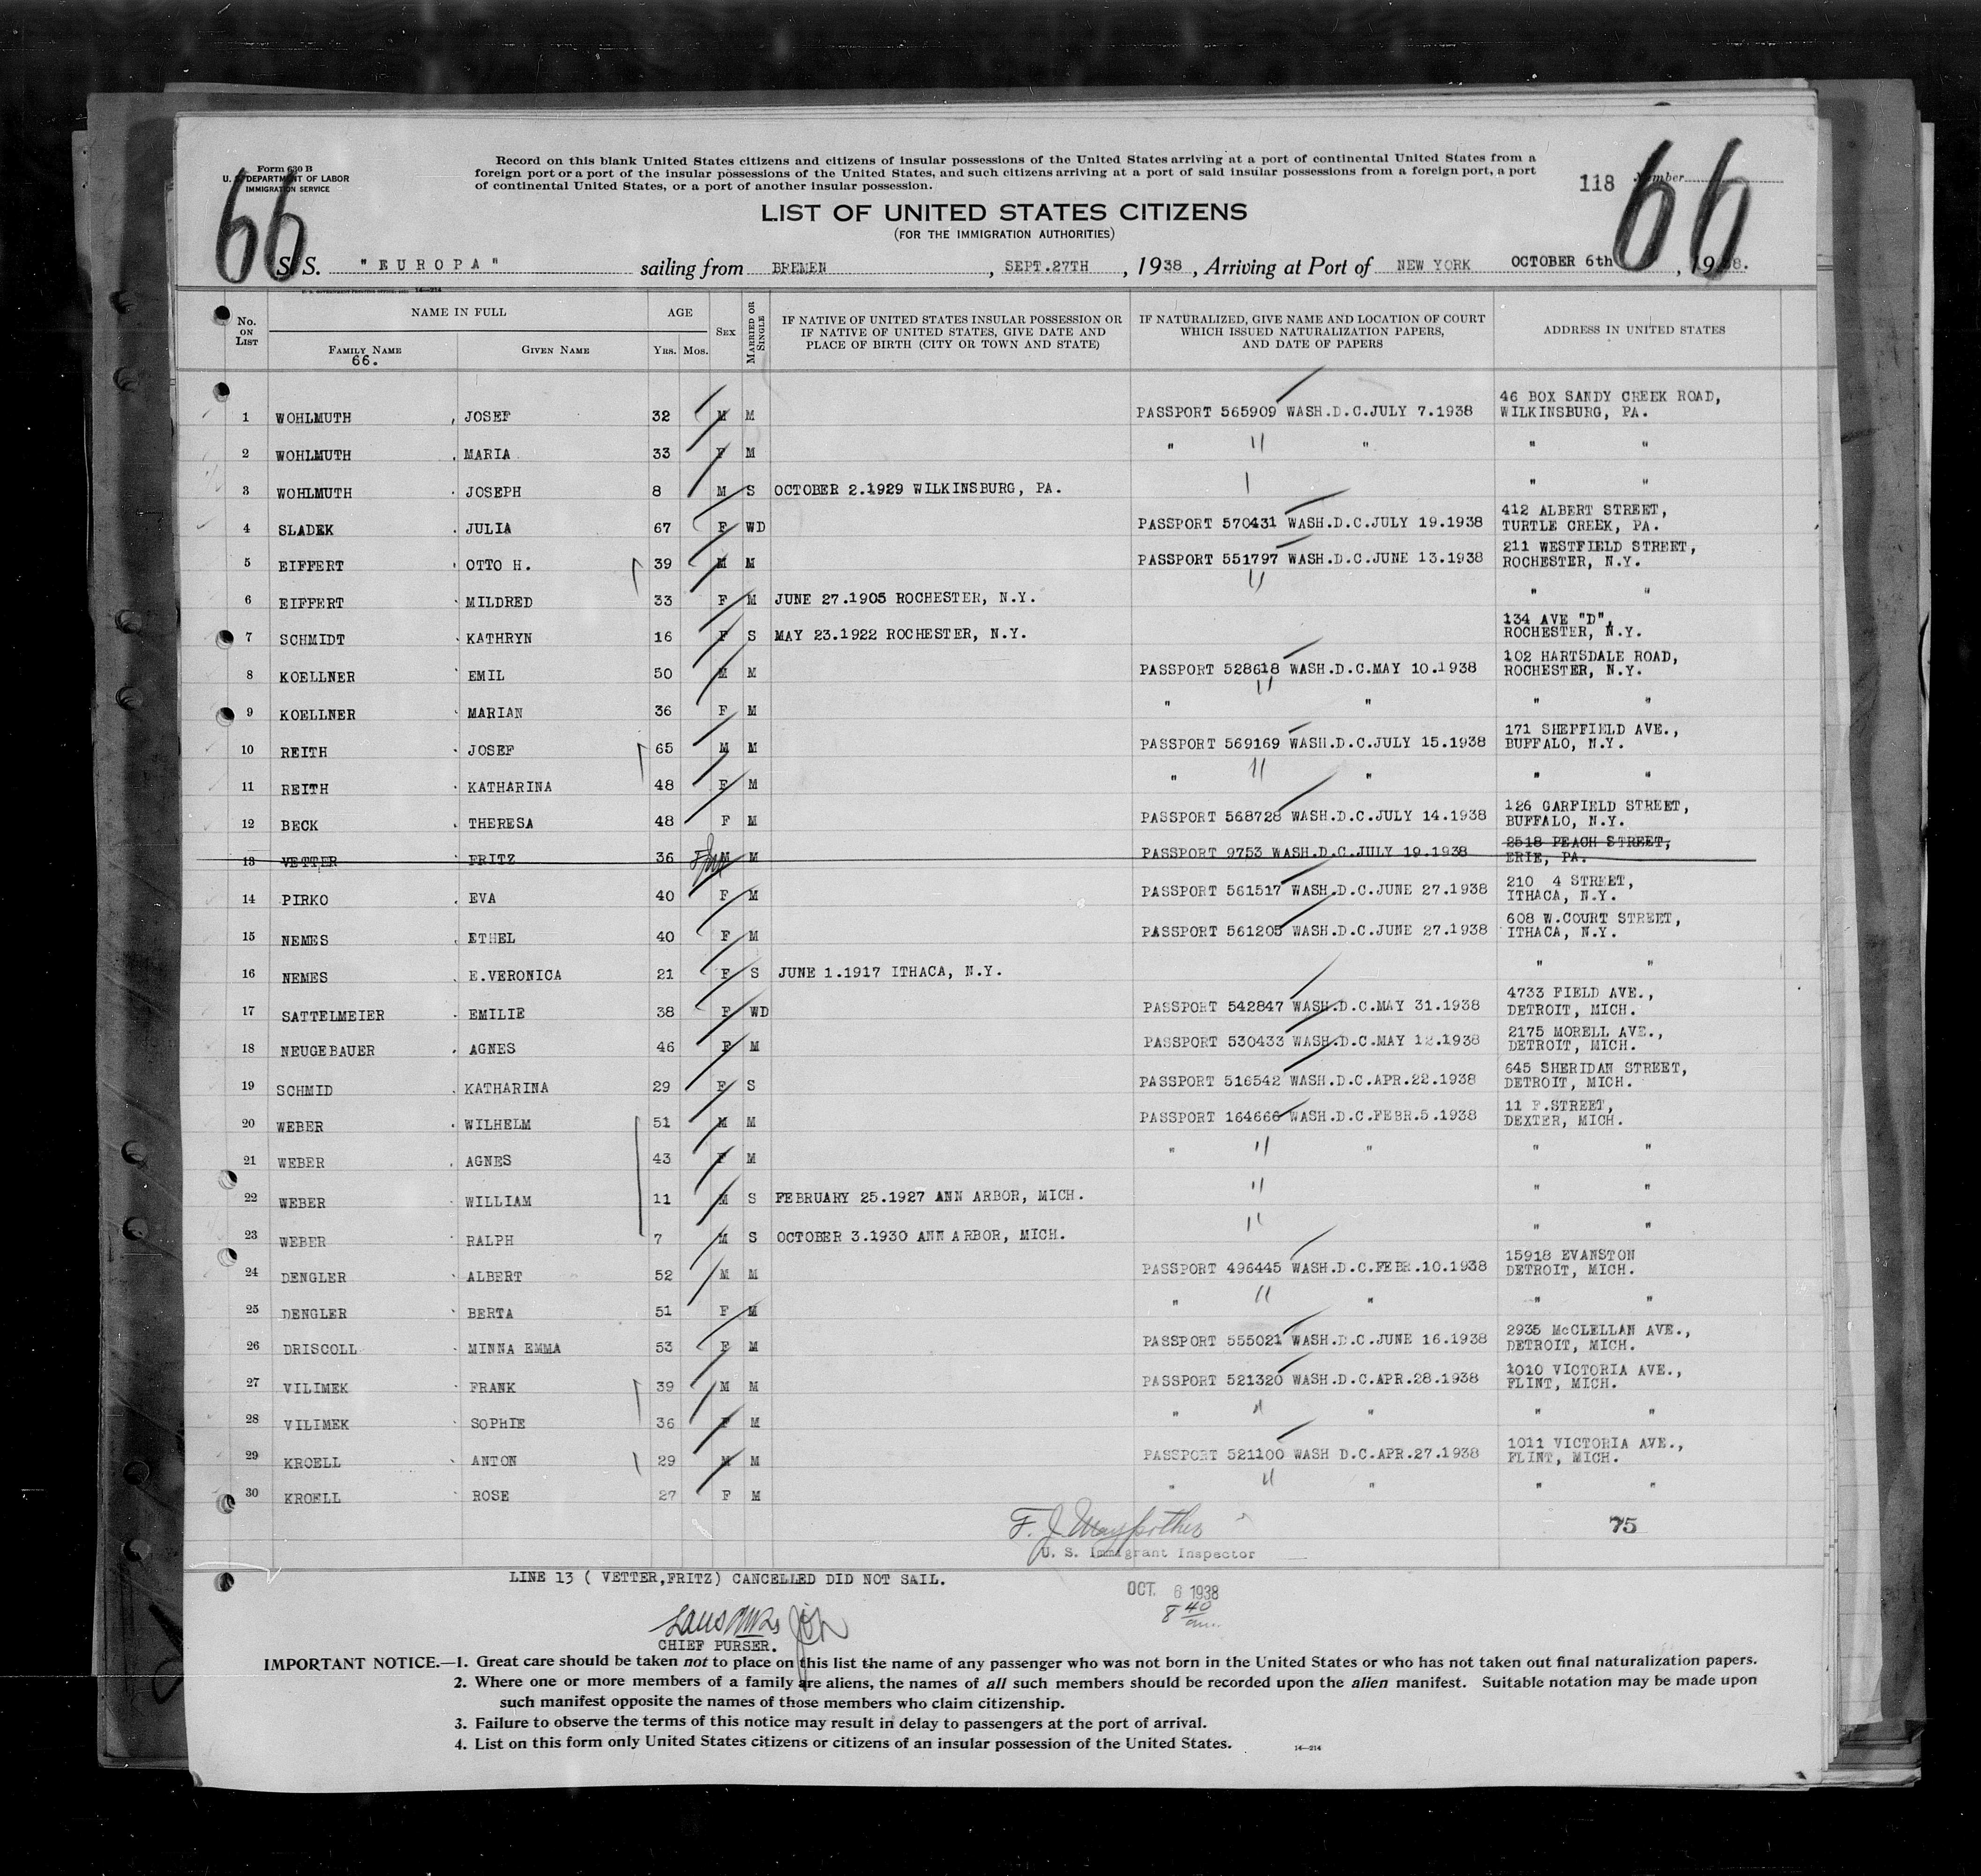 Form 630 B
U. S. DEPARTMENT OF LABOR
IMMIGRATION SERVICE
66
Record on this blank United States citizens and citizens of insular possessions of the United States arriving at a port of continental United States from a
foreign port or a port of the insular possessions of the United States, and such citizens arriving at a port of said insular possessions from a foreign port, a port
of continental United States, or a port of another insular possession.
118 Number
66
LIST OF UNITED STATES CITIZENS
(FOR THE IMMIGRATION AUTHORITIES)
S. S. "EUROPA" sailing from BREMEN, SEPT.27TH, 1938, Arriving at Port of NEW YORK OCTOBER 6th, 1938.
No. ON LIST
NAME IN FULL
FAMILY NAME
66.
GIVEN NAME
AGE
YRS. MOS.
SEX
MARRIED OR SINGLE
IF NATIVE OF UNITED STATES INSULAR POSSESSION OR
IF NATIVE OF UNITED STATES, GIVE DATE AND
PLACE OF BIRTH (CITY OR TOWN AND STATE)
IF NATURALIZED, GIVE NAME AND LOCATION OF COURT
WHICH ISSUED NATURALIZATION PAPERS,
AND DATE OF PAPERS
ADDRESS IN UNITED STATES
1 WOHLMUTH , JOSEF 32 M M PASSPORT 565909 WASH.D.C.JULY 7.1938 46 BOX SANDY CREEK ROAD,
WILKINSBURG, PA.
2 WOHLMUTH . MARIA 33 F M " " " " "
3 WOHLMUTH . JOSEPH 8 M S OCTOBER 2.1929 WILKINSBURG, PA. " "
4 SLADEK . JULIA 67 F WD PASSPORT 570431 WASH.D.C.JULY 19.1938 412 ALBERT STREET,
TURTLE CREEK, PA.
5 EIFFERT . OTTO H. 39 M M PASSPORT 551797 WASH.D.C.JUNE 13.1938 211 WESTFIELD STREET,
ROCHESTER, N.Y.
6 EIFFERT . MILDRED 33 F M JUNE 27.1905 ROCHESTER, N.Y. " "
7 SCHMIDT . KATHRYN 16 F S MAY 23.1922 ROCHESTER, N.Y. 134 AVE "D",
ROCHESTER, N.Y.
8 KOELLNER . EMIL 50 M M PASSPORT 528618 WASH.D.C.MAY 10.1938 102 HARTSDALE ROAD,
ROCHESTER, N.Y.
9 KOELLNER . MARIAN 36 F M " " " " "
10 REITH . JOSEF 65 M M PASSPORT 569169 WASH.D.C.JULY 15.1938 171 SHEFFIELD AVE.,
BUFFALO, N.Y.
11 REITH . KATHARINA 48 F M " " " " "
12 BECK . THERESA 48 F M PASSPORT 568728 WASH.D.C.JULY 14.1938 126 GARFIELD STREET,
BUFFALO, N.Y.
13 VETTER FRITZ 36 M M PASSPORT 9753 WASH.D.C.JULY 19.1938 2518 PEACH STREET,
ERIE, PA.
14 PIRKO . EVA 40 F M PASSPORT 561517 WASH.D.C.JUNE 27.1938 210 4 STREET,
ITHACA, N.Y.
15 NEMES . ETHEL 40 F M PASSPORT 561205 WASH.D.C.JUNE 27.1938 608 W.COURT STREET,
ITHACA, N.Y.
16 NEMES . E.VERONICA 21 F S JUNE 1.1917 ITHACA, N.Y. " "
17 SATTELMEIER . EMILIE 38 F WD PASSPORT 542847 WASH.D.C.MAY 31.1938 4733 FIELD AVE.,
DETROIT, MICH.
18 NEUGEBAUER . AGNES 46 F M PASSPORT 530433 WASH.D.C.MAY 12.1938 2175 MORELL AVE.,
DETROIT, MICH.
19 SCHMID . KATHARINA 29 F S PASSPORT 516542 WASH.D.C.APR.22.1938 645 SHERIDAN STREET,
DETROIT, MICH.
20 WEBER . WILHELM 51 M M PASSPORT 164666 WASH.D.C.FEBR.5.1938 11 F.STREET,
DEXTER, MICH.
21 WEBER . AGNES 43 F M " " " " "
22 WEBER . WILLIAM 11 M S FEBRUARY 25.1927 ANN ARBOR, MICH. " " "
23 WEBER RALPH 7 M S OCTOBER 3.1930 ANN ARBOR, MICH. " " "
24 DENGLER . ALBERT 52 M M PASSPORT 496445 WASH.D.C.FEBR.10.1938 15918 EVANSTON
DETROIT, MICH.
25 DENGLER . BERTA 51 F M " " " " "
26 DRISCOLL . MINNA EMMA 53 F M PASSPORT 555021 WASH.D.C.JUNE 16.1938 2935 McCLELLAN AVE.,
DETROIT, MICH.
27 VILIMEK . FRANK 39 M M PASSPORT 521320 WASH.D.C.APR.28.1938 1010 VICTORIA AVE.,
FLINT, MICH.
28 VILIMEK . SOPHIE 36 F M " " " " "
29 KROELL . ANTON 29 M M PASSPORT 521100 WASH D.C.APR.27.1938 1011 VICTORIA AVE.,
FLINT, MICH.
30 KROELL . ROSE 27 F M " " " " "
F. J.
75
U. S. Immigrant Inspector
LINE 13 ( VETTER,FRITZ) CANCELLED DID NOT SAIL.
OCT. 6 1938
8 40 am.
CHIEF PURSER.
IMPORTANT NOTICE.—1. Great care should be taken not to place on this list the name of any passenger who was not born in the United States or who has not taken out final naturalization papers.
2. Where one or more members of a family are aliens, the names of all such members should be recorded upon the alien manifest. Suitable notation may be made upon
such manifest opposite the names of those members who claim citizenship.
3. Failure to observe the terms of this notice may result in delay to passengers at the port of arrival.
4. List on this form only United States citizens or citizens of an insular possession of the United States.
14—214